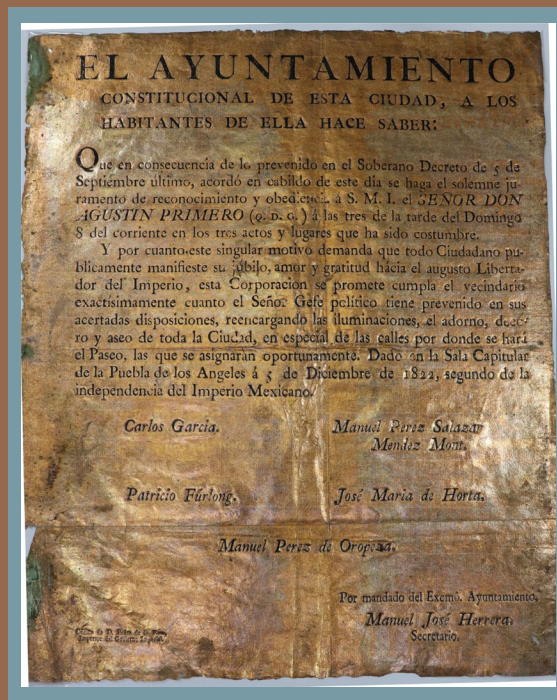 EL AYUNTAMIENTO
CONSTITUCIONAL DE ESTA CIUDAD, A LOS
HABITANTES DE ELLA HACE SABER:
Que en consecuencia de lo prevenido en el Soberano Decreto de 5 de
Septiembre último, acordó en cabildo de este dia se haga el solemne ju-
ramento de reconocimiento y obediencia á S. M. I. el SEÑOR DON
AGUSTIN PRIMERO (Q. D. G.) á las tres de la tarde del Domingo
8 del corriente en los tres actos y lugares que ha sido costumbre.
Y por cuanto este singular motivo demanda que todo Ciudadano pu-
blicamente manifieste su jubilo, amor y gratitud hácia el augusto Liberta-
dor del Imperio, esta Corporacion se promete cumpla el vecindario
exactísimamente cuanto el Señor Gefe político tiene prevenido en sus
acertadas disposiciones, reencargando las iluminaciones, el adorno, deco-
ro y aseo de toda la Ciudad, en especial de las calles por donde se hará
el Paseo, las que se asignarán oportunamente. Dado en la Sala Capitular
de la Puebla de los Angeles á 5 de Diciembre de 1822, segundo de la
independencia del Imperio Mexicano.
Carlos Garcia.
Manuel Perez Salazar
Mendez Mont.
Patricio Fúrlong.
José Maria de Horta.
Manuel Perez de Oropeza.
Por mandado del Exemô. Ayuntamiento,
Manuel José Herrera,
Secretario.